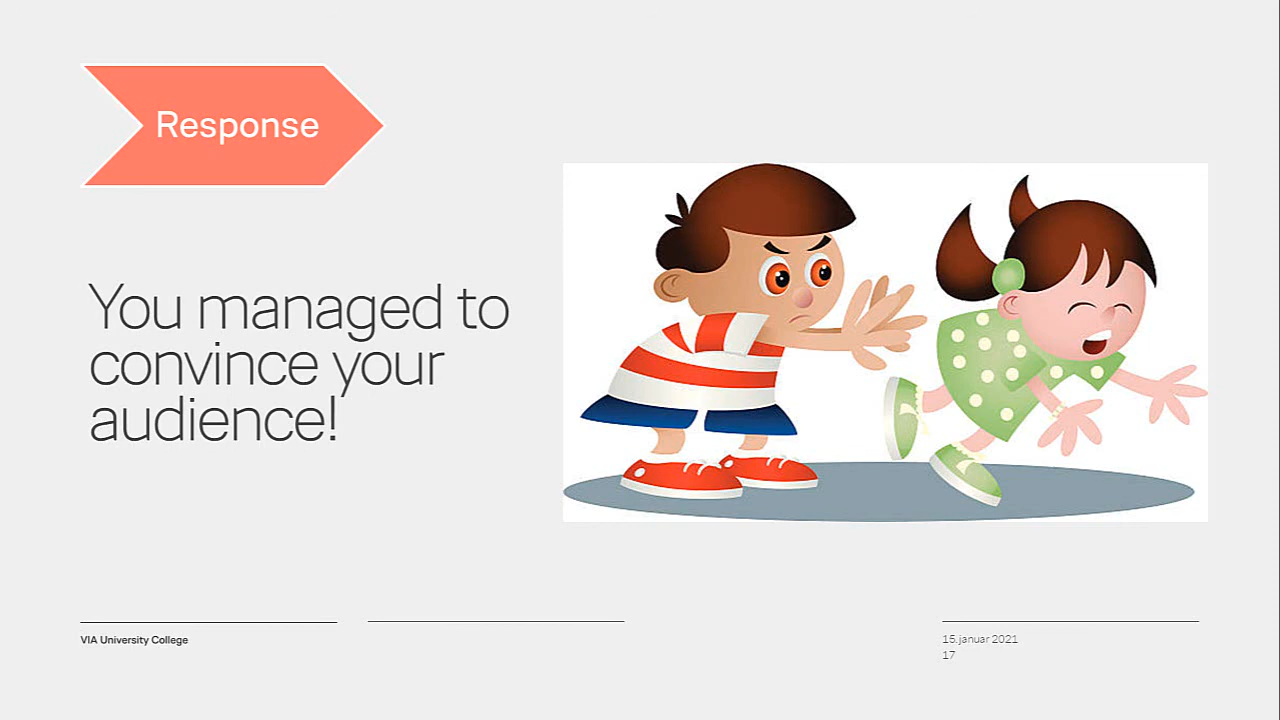 Response
You managed to
convince your
audience!
VIA University College
15.januar 2021
17